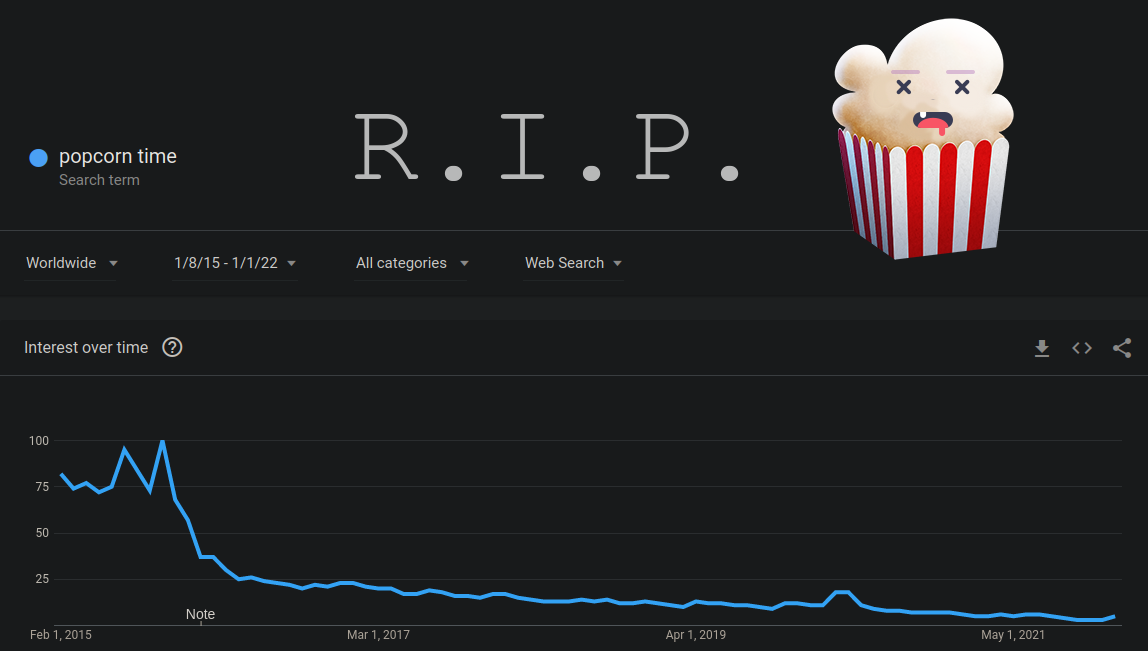 R.I.P.
popcorn time
Search term
Worldwide
1/8/15 - 1/1/22
All categories
Web Search
Interest over time
100
75
50
25
Note
Feb 1, 2015
Mar 1, 2017
Apr 1, 2019
May 1, 2021